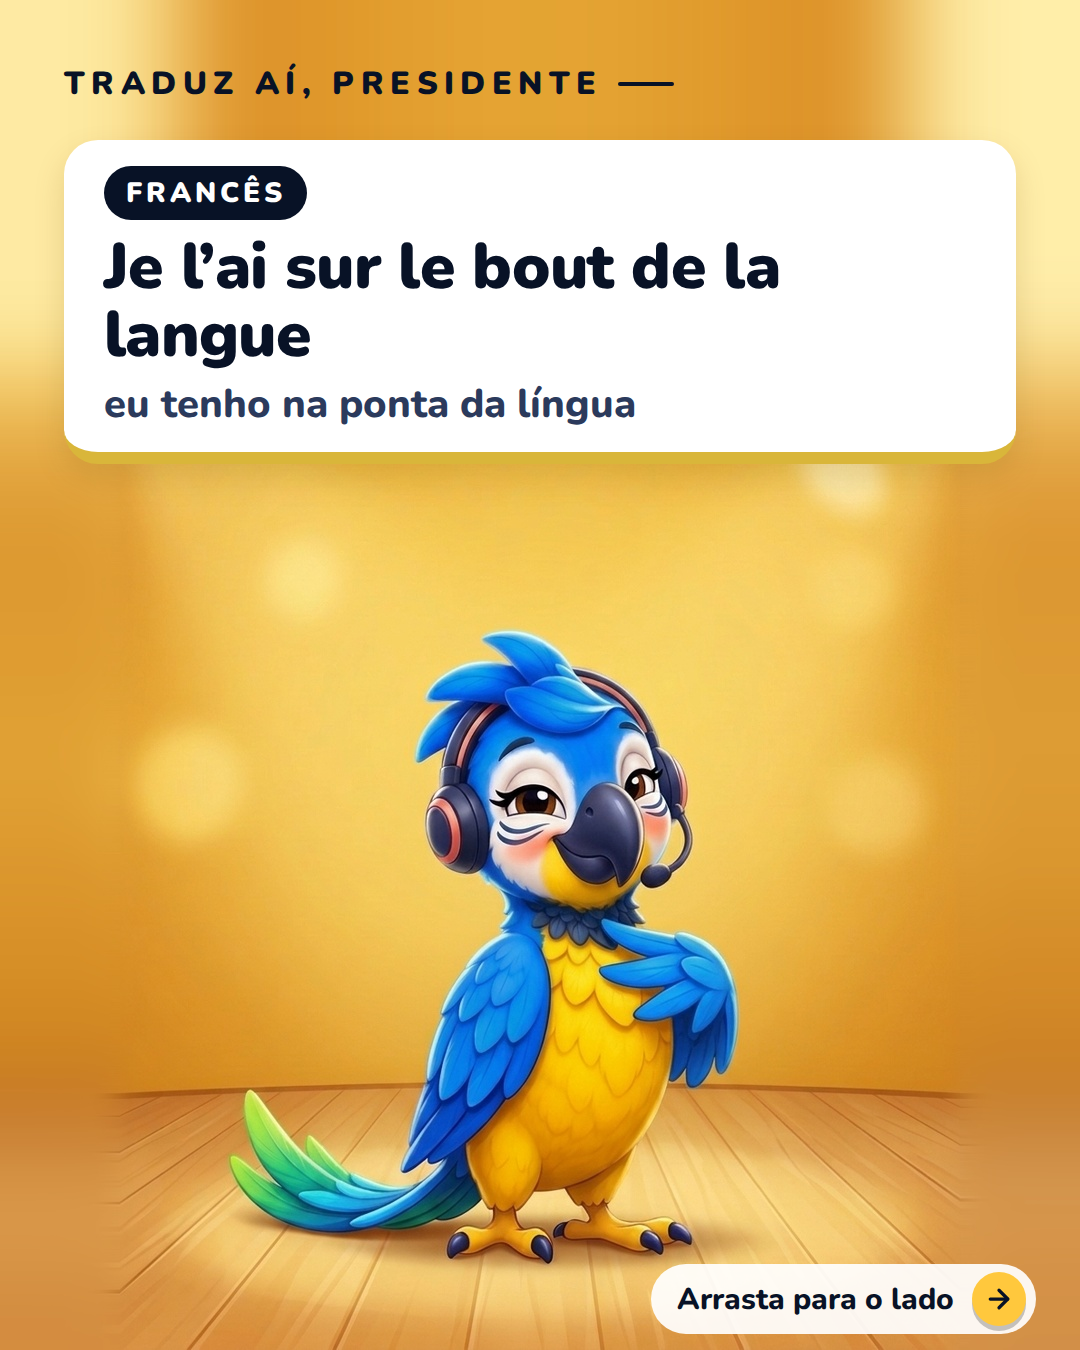 TRADUZ AÍ, PRESIDENTE
FRANCÊS
Je l’ai sur le bout de la
langue
eu tenho na ponta da língua
Arrasta para o lado